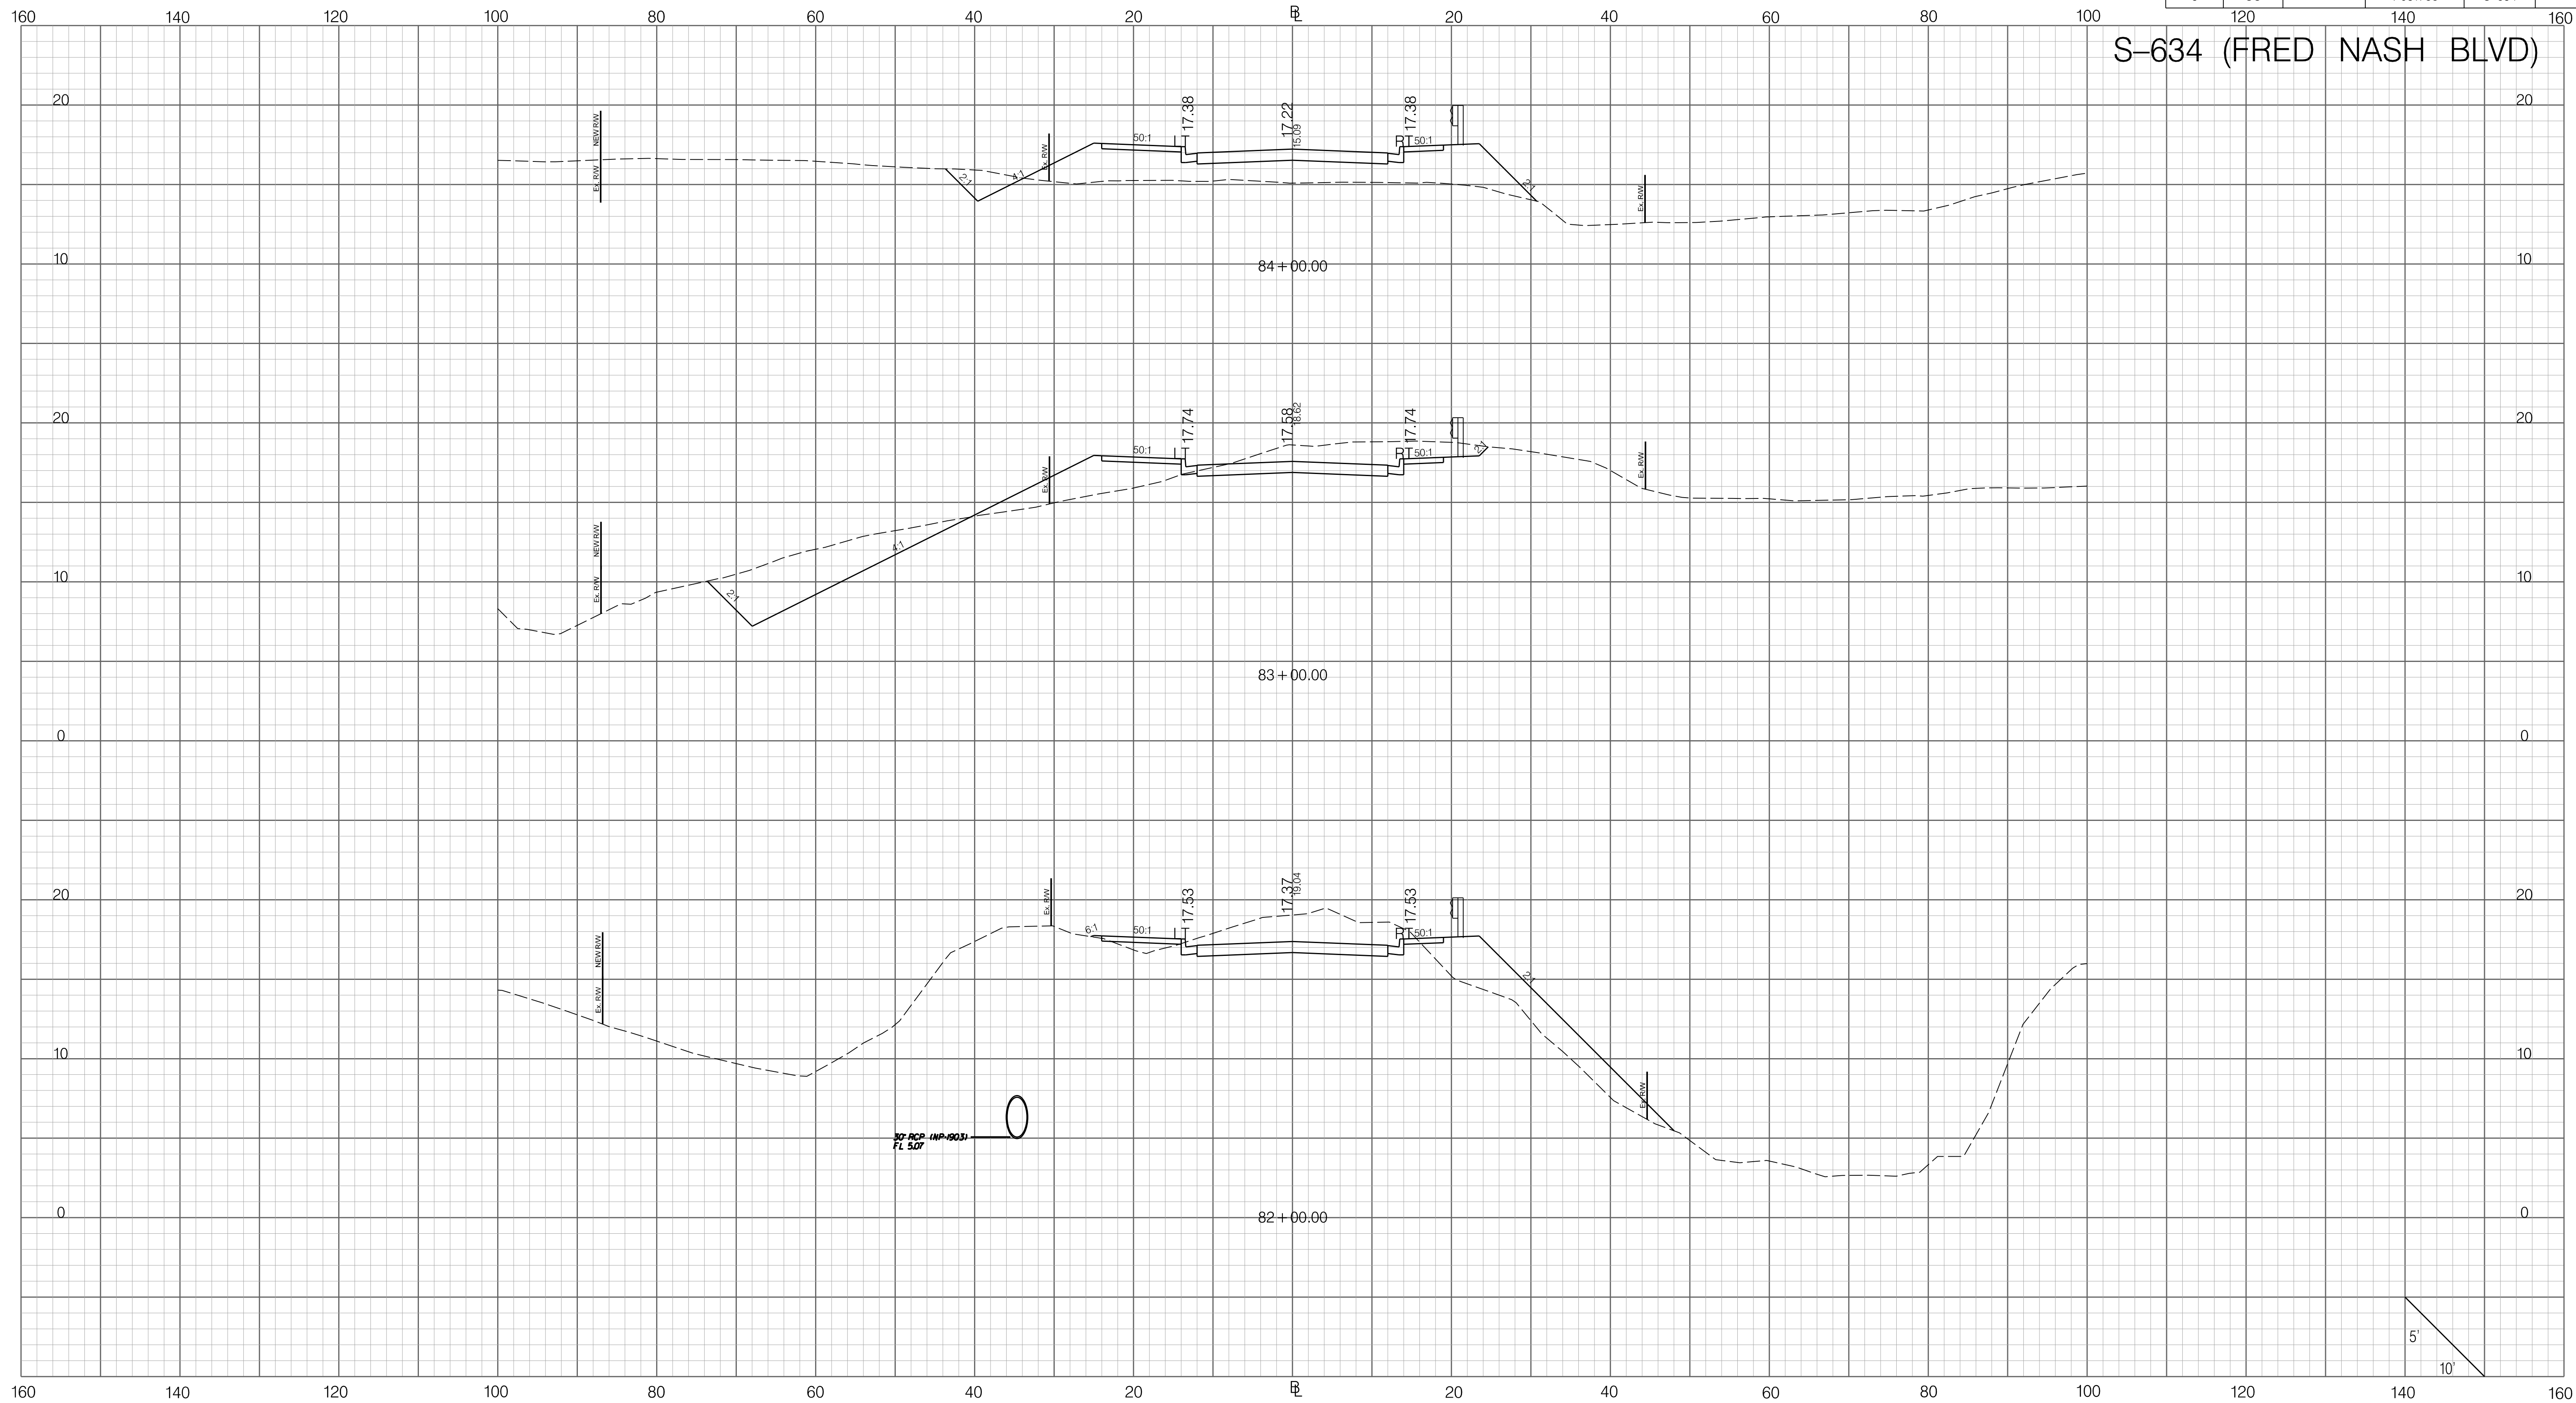 160 140 120 100 80 60 40 20 BL 20 40 60 80 100 120 140 160
S–634 (FRED NASH BLVD)
20 20
NEW R/W
Ex. R/W
Ex. R/W
2:1
4:1
50:1
LT
17.38
17.22
15.09
RT
17.38
50:1
2:1
Ex. R/W
10 10
84+00.00
20 20
NEW R/W
Ex. R/W
2:1
4:1
Ex. R/W
50:1
LT
17.74
17.58
18.62
RT
17.74
50:1
2:1
Ex. R/W
10 10
83+00.00
0 0
20 20
NEW R/W
Ex. R/W
Ex. R/W
6:1
50:1
LT
17.53
17.37
19.04
RT
17.53
50:1
2:1
Ex. R/W
10 10
30" RCP (MP-1903)
FL 5.07
0 0
82+00.00
5'
10'
160 140 120 100 80 60 40 20 BL 20 40 60 80 100 120 140 160